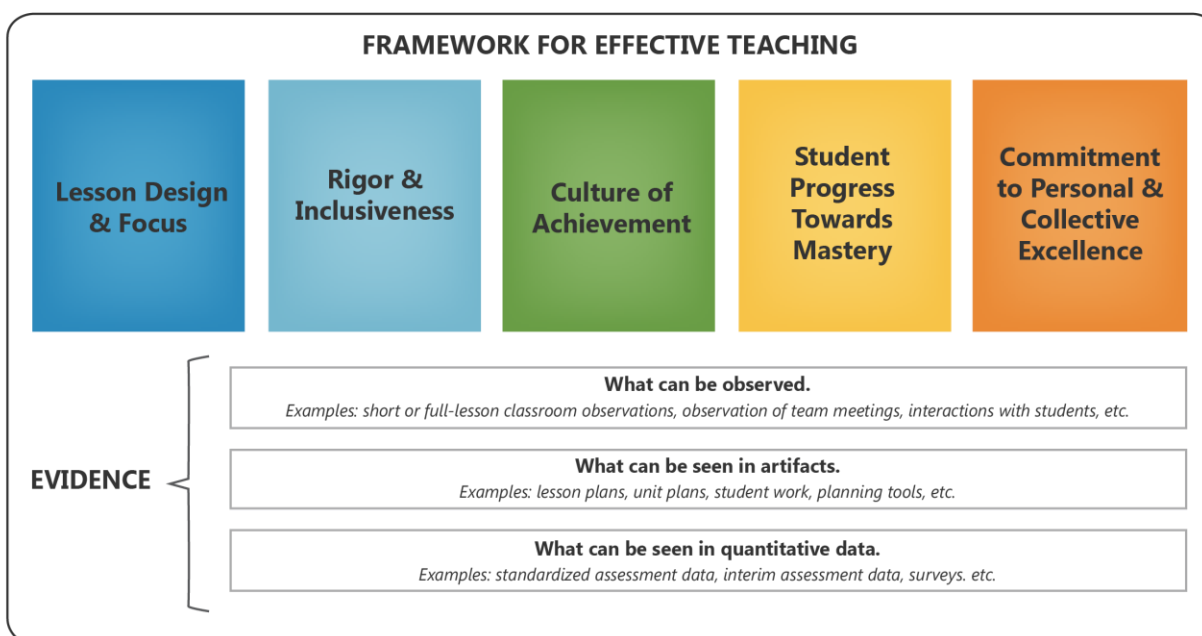 FRAMEWORK FOR EFFECTIVE TEACHING
Lesson Design
& Focus
Rigor &
Inclusiveness
Culture of
Achievement
Student
Progress
Towards
Mastery
Commitment
to Personal &
Collective
Excellence
EVIDENCE
What can be observed.
Examples: short or full-lesson classroom observations, observation of team meetings, interactions with students, etc.
What can be seen in artifacts.
Examples: lesson plans, unit plans, student work, planning tools, etc.
What can be seen in quantitative data.
Examples: standardized assessment data, interim assessment data, surveys. etc.